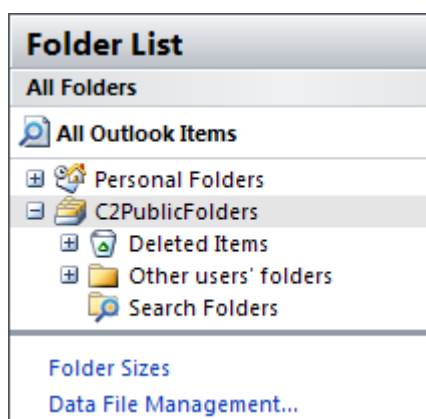 Folder List
All Folders
All Outlook Items
Personal Folders
C2PublicFolders
Deleted Items
Other users' folders
Search Folders
Folder Sizes
Data File Management...